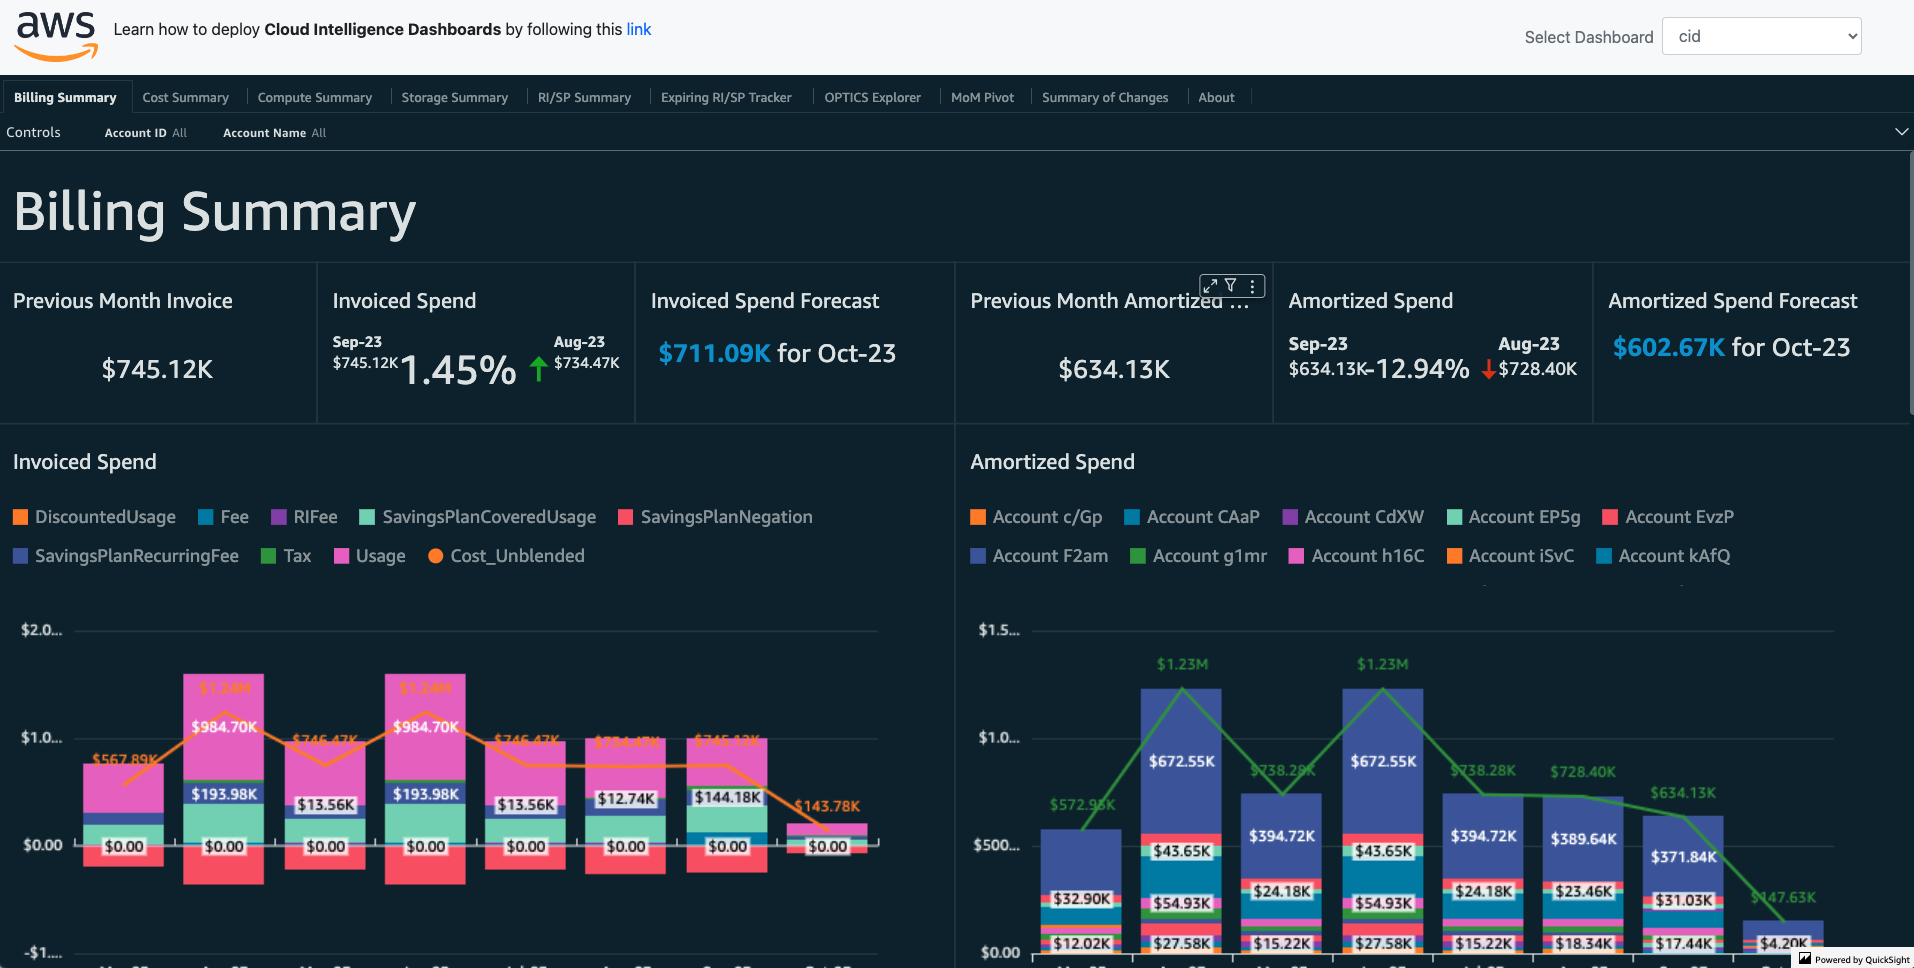 aws
Learn how to deploy Cloud Intelligence Dashboards by following this link
Select Dashboard cid
Billing Summary Cost Summary Compute Summary Storage Summary RI/SP Summary Expiring RI/SP Tracker OPTICS Explorer MoM Pivot Summary of Changes About
Controls Account ID All Account Name All
Billing Summary
Previous Month Invoice
$745.12K
Invoiced Spend
Sep-23 Aug-23
$745.12K 1.45% $734.47K
Invoiced Spend Forecast
$711.09K for Oct-23
Previous Month Amortized ...
$634.13K
Amortized Spend
Sep-23 Aug-23
$634.13K -12.94% $728.40K
Amortized Spend Forecast
$602.67K for Oct-23
Invoiced Spend
DiscountedUsage Fee RIFee SavingsPlanCoveredUsage SavingsPlanNegation
SavingsPlanRecurringFee Tax Usage Cost_Unblended
$2.0...
$1.24M $1.24M
$984.70K $984.70K
$1.0... $746.47K $746.47K $734.47K $745.12K
$567.89K
$193.98K $13.56K $193.98K $13.56K $12.74K $144.18K $143.78K
$0.00 $0.00 $0.00 $0.00 $0.00 $0.00 $0.00 $0.00 $0.00
-$1....
Amortized Spend
Account c/Gp Account CAaP Account CdXW Account EP5g Account EvzP
Account F2am Account g1mr Account h16C Account iSvC Account kAfQ
$1.5...
$1.23M $1.23M
$1.0...
$672.55K $672.55K
$738.28K $738.28K $728.40K
$572.95K $634.13K
$394.72K $394.72K $389.64K
$500... $43.65K $43.65K $371.84K
$32.90K $24.18K $24.18K $23.46K $31.03K $147.63K
$54.93K $54.93K
$12.02K $27.58K $15.22K $27.58K $15.22K $18.34K $17.44K $4.20K
$0.00
Powered by QuickSight